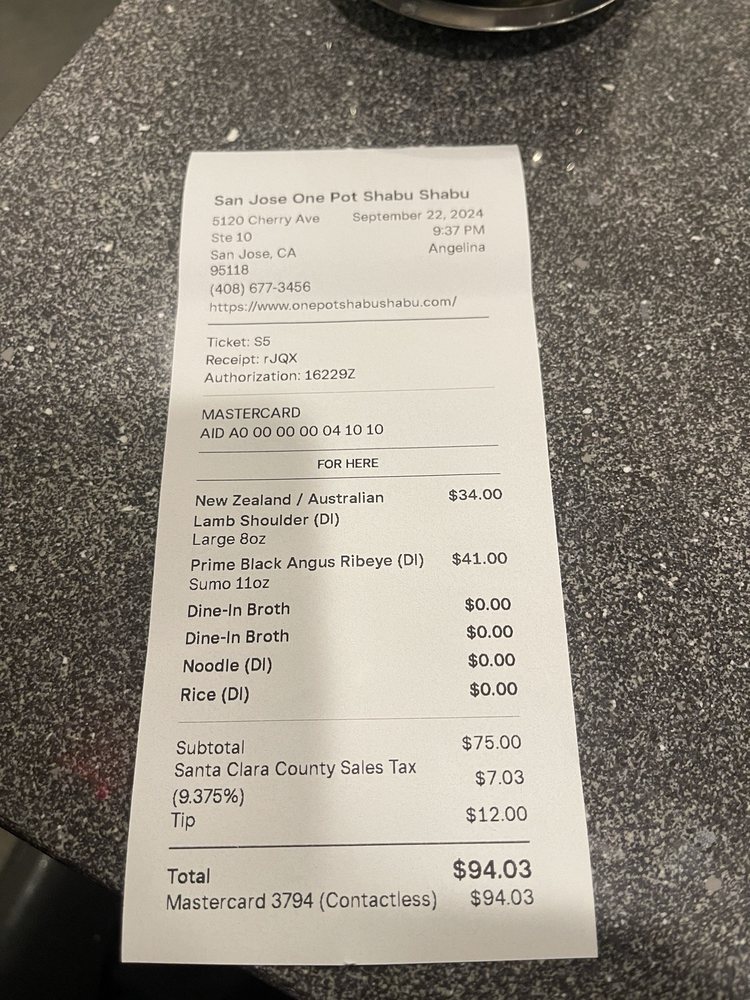 San Jose One Pot Shabu Shabu
5120 Cherry Ave September 22, 2024
Ste 10 9:37 PM
San Jose, CA Angelina
95118
(408) 677-3456
https://www.onepotshabushabu.com/
Ticket: S5
Receipt: rJQX
Authorization: 16229Z
MASTERCARD
AID A0 00 00 00 04 10 10
FOR HERE
New Zealand / Australian $34.00
Lamb Shoulder (DI)
Large 8oz
Prime Black Angus Ribeye (DI) $41.00
Sumo 11oz
Dine-In Broth $0.00
Dine-In Broth $0.00
Noodle (DI) $0.00
Rice (DI) $0.00
Subtotal $75.00
Santa Clara County Sales Tax $7.03
(9.375%)
Tip $12.00
Total $94.03
Mastercard 3794 (Contactless) $94.03